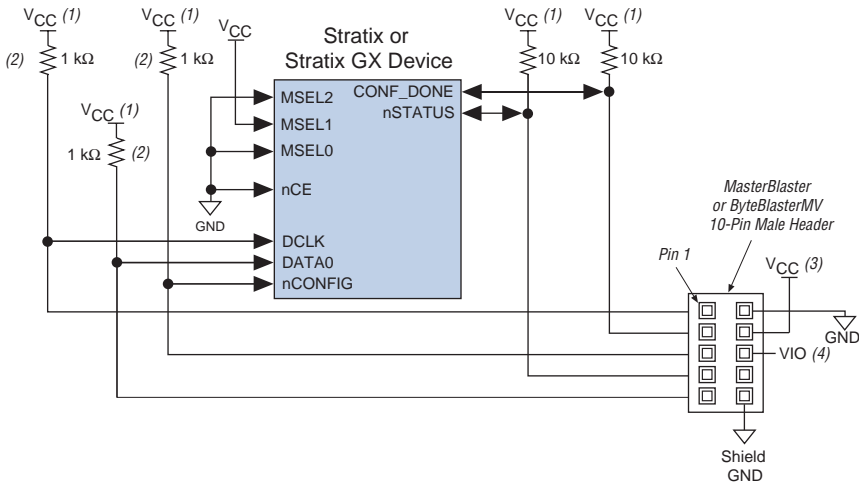 VCC (1)
VCC (1)
VCC (1)
VCC (1)
(2) 1 kΩ
(2) 1 kΩ
VCC
Stratix or
Stratix GX Device
10 kΩ
10 kΩ
VCC (1)
1 kΩ (2)
MSEL2
MSEL1
MSEL0
nCE
GND
DCLK
DATA0
nCONFIG
CONF_DONE
nSTATUS
MasterBlaster
or ByteBlasterMV
10-Pin Male Header
Pin 1
VCC (3)
GND
VIO (4)
Shield
GND